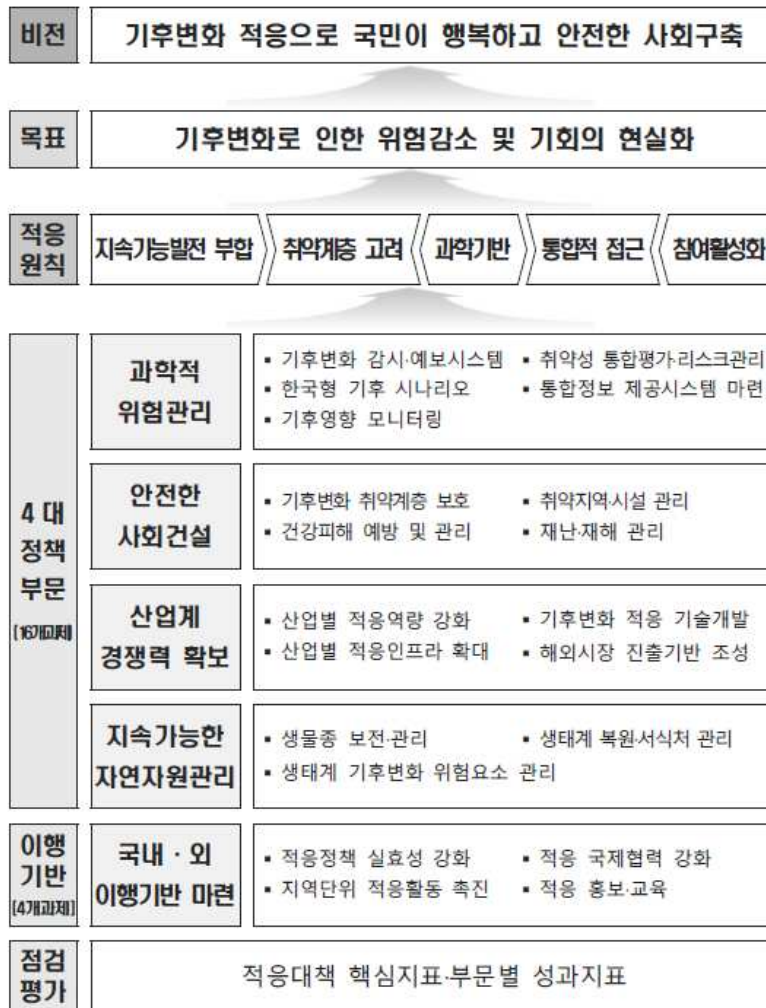 비전
기후변화 적응으로 국민이 행복하고 안전한 사회구축
목표
기후변화로 인한 위험감소 및 기회의 현실화
적응
원칙
지속가능발전 부합
취약계층 고려
과학기반
통합적 접근
참여활성화
4대
정책
부문
[16개과제]
과학적
위험관리
▪ 기후변화 감시·예보시스템
▪ 한국형 기후 시나리오
▪ 기후영향 모니터링
▪ 취약성 통합평가·리스크관리
▪ 통합정보 제공시스템 마련
안전한
사회건설
▪ 기후변화 취약계층 보호
▪ 건강피해 예방 및 관리
▪ 취약지역·시설 관리
▪ 재난·재해 관리
산업계
경쟁력 확보
▪ 산업별 적응역량 강화
▪ 산업별 적응인프라 확대
▪ 기후변화 적응 기술개발
▪ 해외시장 진출기반 조성
지속가능한
자연자원관리
▪ 생물종 보전·관리
▪ 생태계 복원·서식처 관리
▪ 생태계 기후변화 위험요소 관리
이행
기반
[4개과제]
국내·외
이행기반 마련
▪ 적응정책 실효성 강화
▪ 지역단위 적응활동 촉진
▪ 적응 국제협력 강화
▪ 적응 홍보·교육
점검
평가
적응대책 핵심지표·부문별 성과지표